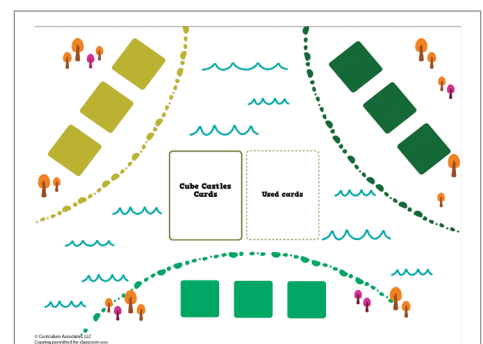 Cube Castles
Cards
Used cards
© Curriculum Associates, LLC
Copying permitted for classroom use.